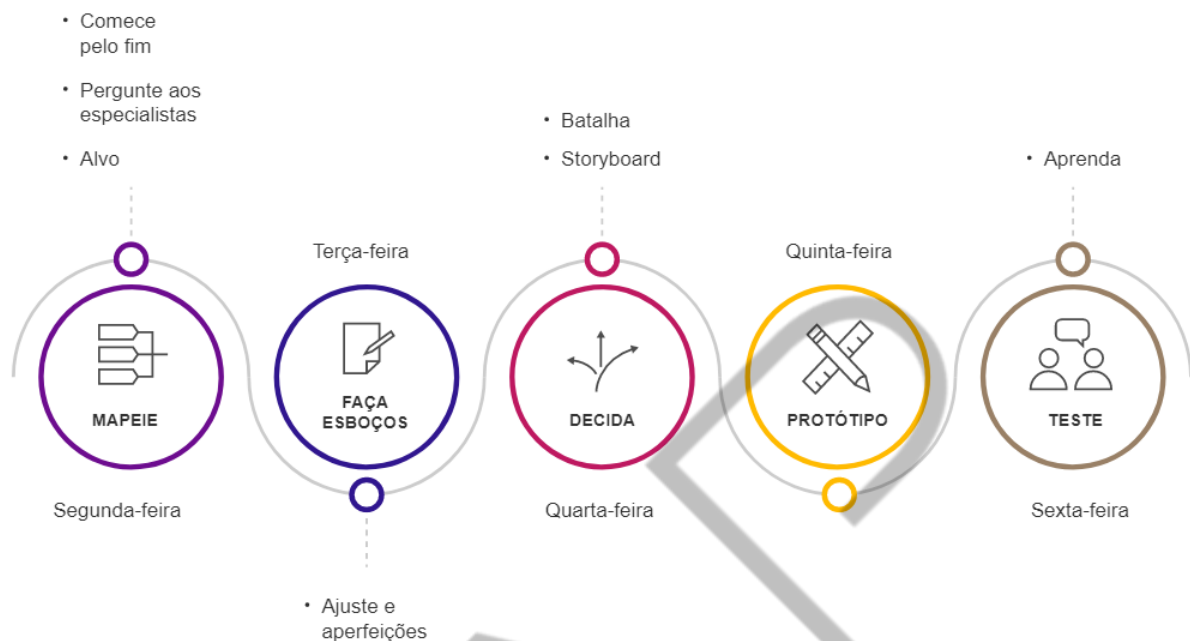 • Comece
pelo fim
• Pergunte aos
especialistas
• Alvo
MAPEIE
Segunda-feira
Terça-feira
FAÇA
ESBOÇOS
• Ajuste e
aperfeições
• Batalha
• Storyboard
DECIDA
Quarta-feira
Quinta-feira
PROTÓTIPO
• Aprenda
TESTE
Sexta-feira